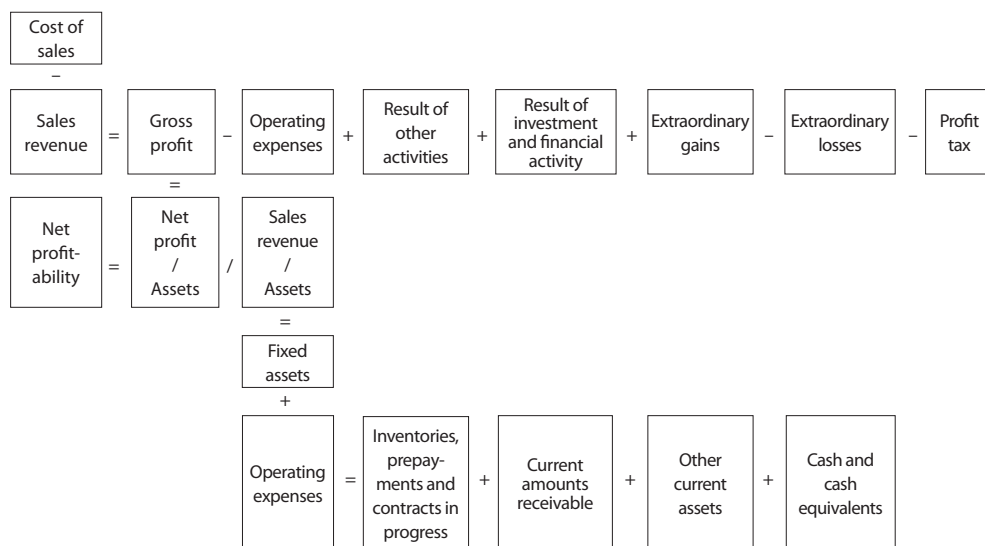 Cost of
sales
–
Sales
revenue
=
Gross
profit
–
Operating
expenses
+
Result of
other
activities
+
Result of
investment
and financial
activity
+
Extraordinary
gains
–
Extraordinary
losses
–
Profit
tax
=
Net
profit-
ability
=
Net
profit
/
Assets
/
Sales
revenue
/
Assets
=
Fixed
assets
+
Operating
expenses
=
Inventories,
prepay-
ments and
contracts in
progress
+
Current
amounts
receivable
+
Other
current
assets
+
Cash and
cash
equivalents